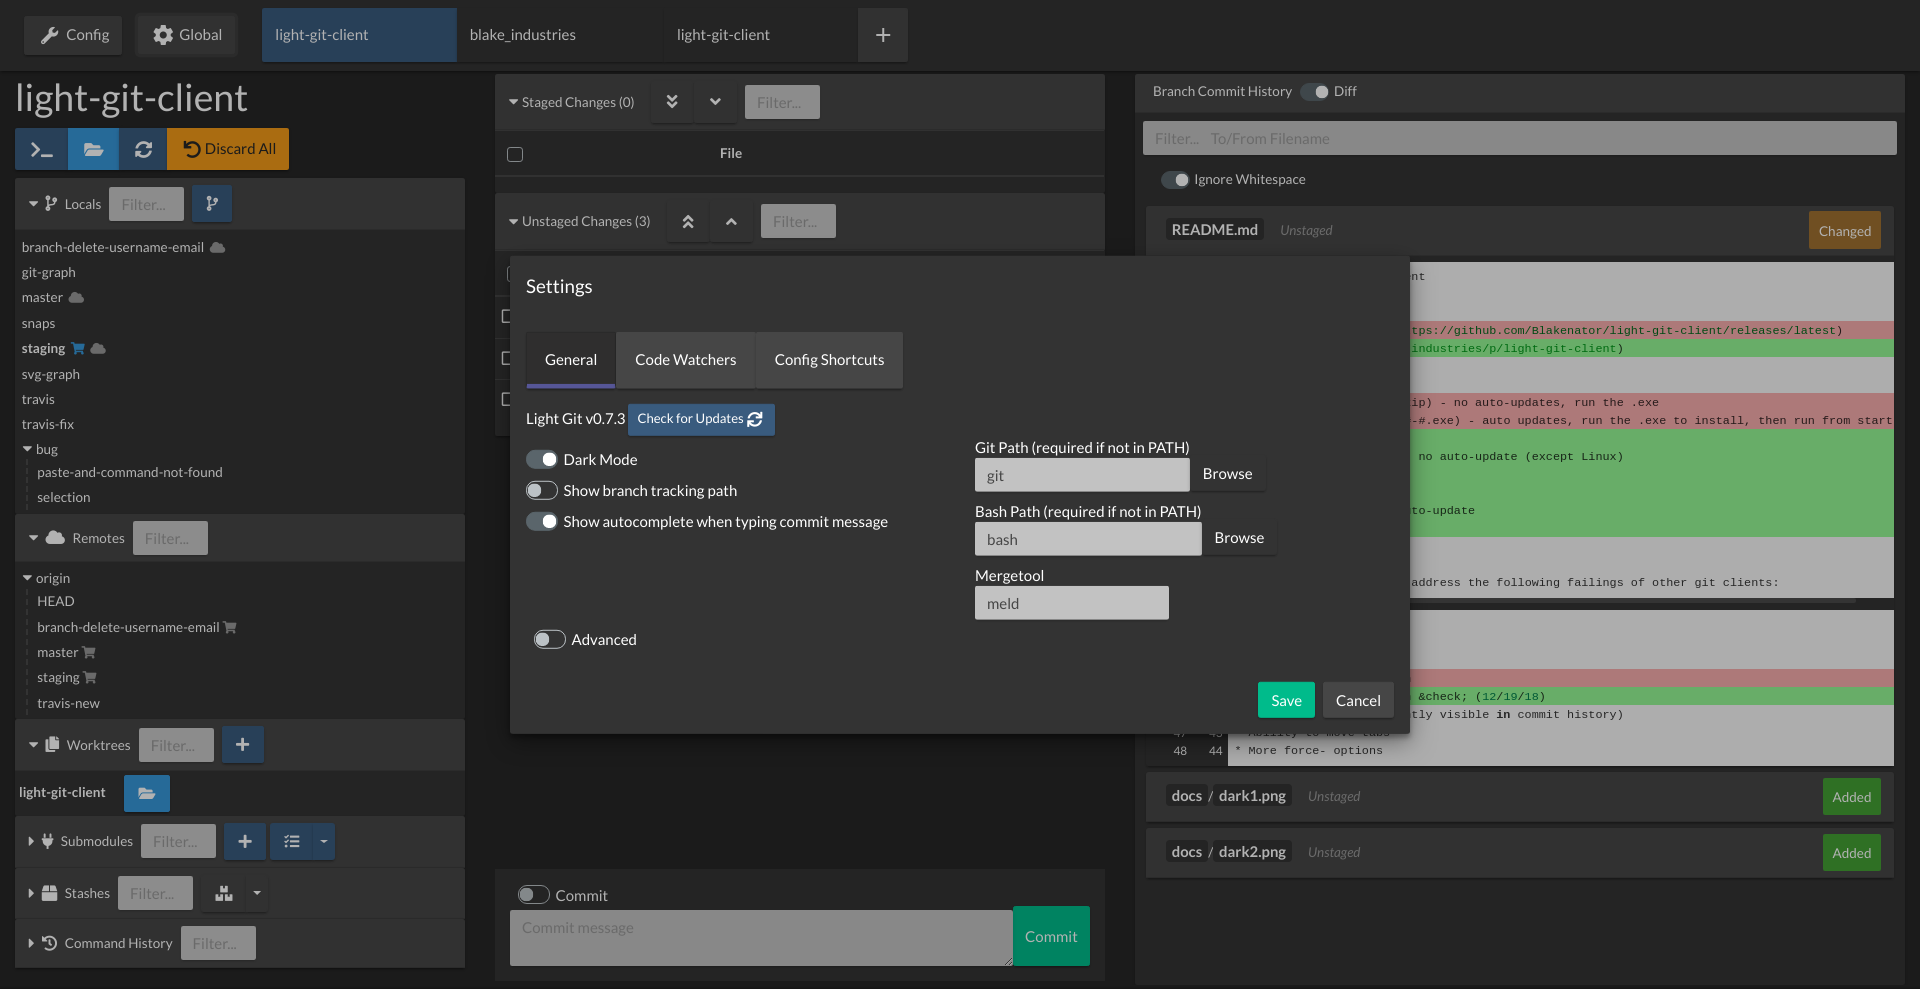 Config
Global
light-git-client
blake_industries
light-git-client
light-git-client
Discard All
Locals
Filter...
branch-delete-username-email
git-graph
master
snaps
staging
svg-graph
travis
travis-fix
bug
paste-and-command-not-found
selection
Remotes
Filter...
origin
HEAD
branch-delete-username-email
master
staging
travis-new
Worktrees
Filter...
light-git-client
Submodules
Filter...
Stashes
Filter...
Command History
Filter...
Staged Changes (0)
Filter...
File
Unstaged Changes (3)
Filter...
Settings
General
Code Watchers
Config Shortcuts
Light Git v0.7.3
Check for Updates
Dark Mode
Show branch tracking path
Show autocomplete when typing commit message
Advanced
Git Path (required if not in PATH)
git
Browse
Bash Path (required if not in PATH)
bash
Browse
Mergetool
meld
Save
Cancel
Commit
Commit message
Commit
Branch Commit History
Diff
Filter... To/From Filename
Ignore Whitespace
README.md
Unstaged
Changed
nt
tps://github.com/Blakenator/light-git-client/releases/latest)
industries/p/light-git-client)
ip) - no auto-updates, run the .exe
-#.exe) - auto updates, run the .exe to install, then run from start
no auto-update (except Linux)
to-update
address the following failings of other git clients:
&check; (12/19/18)
tly visible in commit history)
48 44 * More force- options
docs / dark1.png
Unstaged
Added
docs / dark2.png
Unstaged
Added